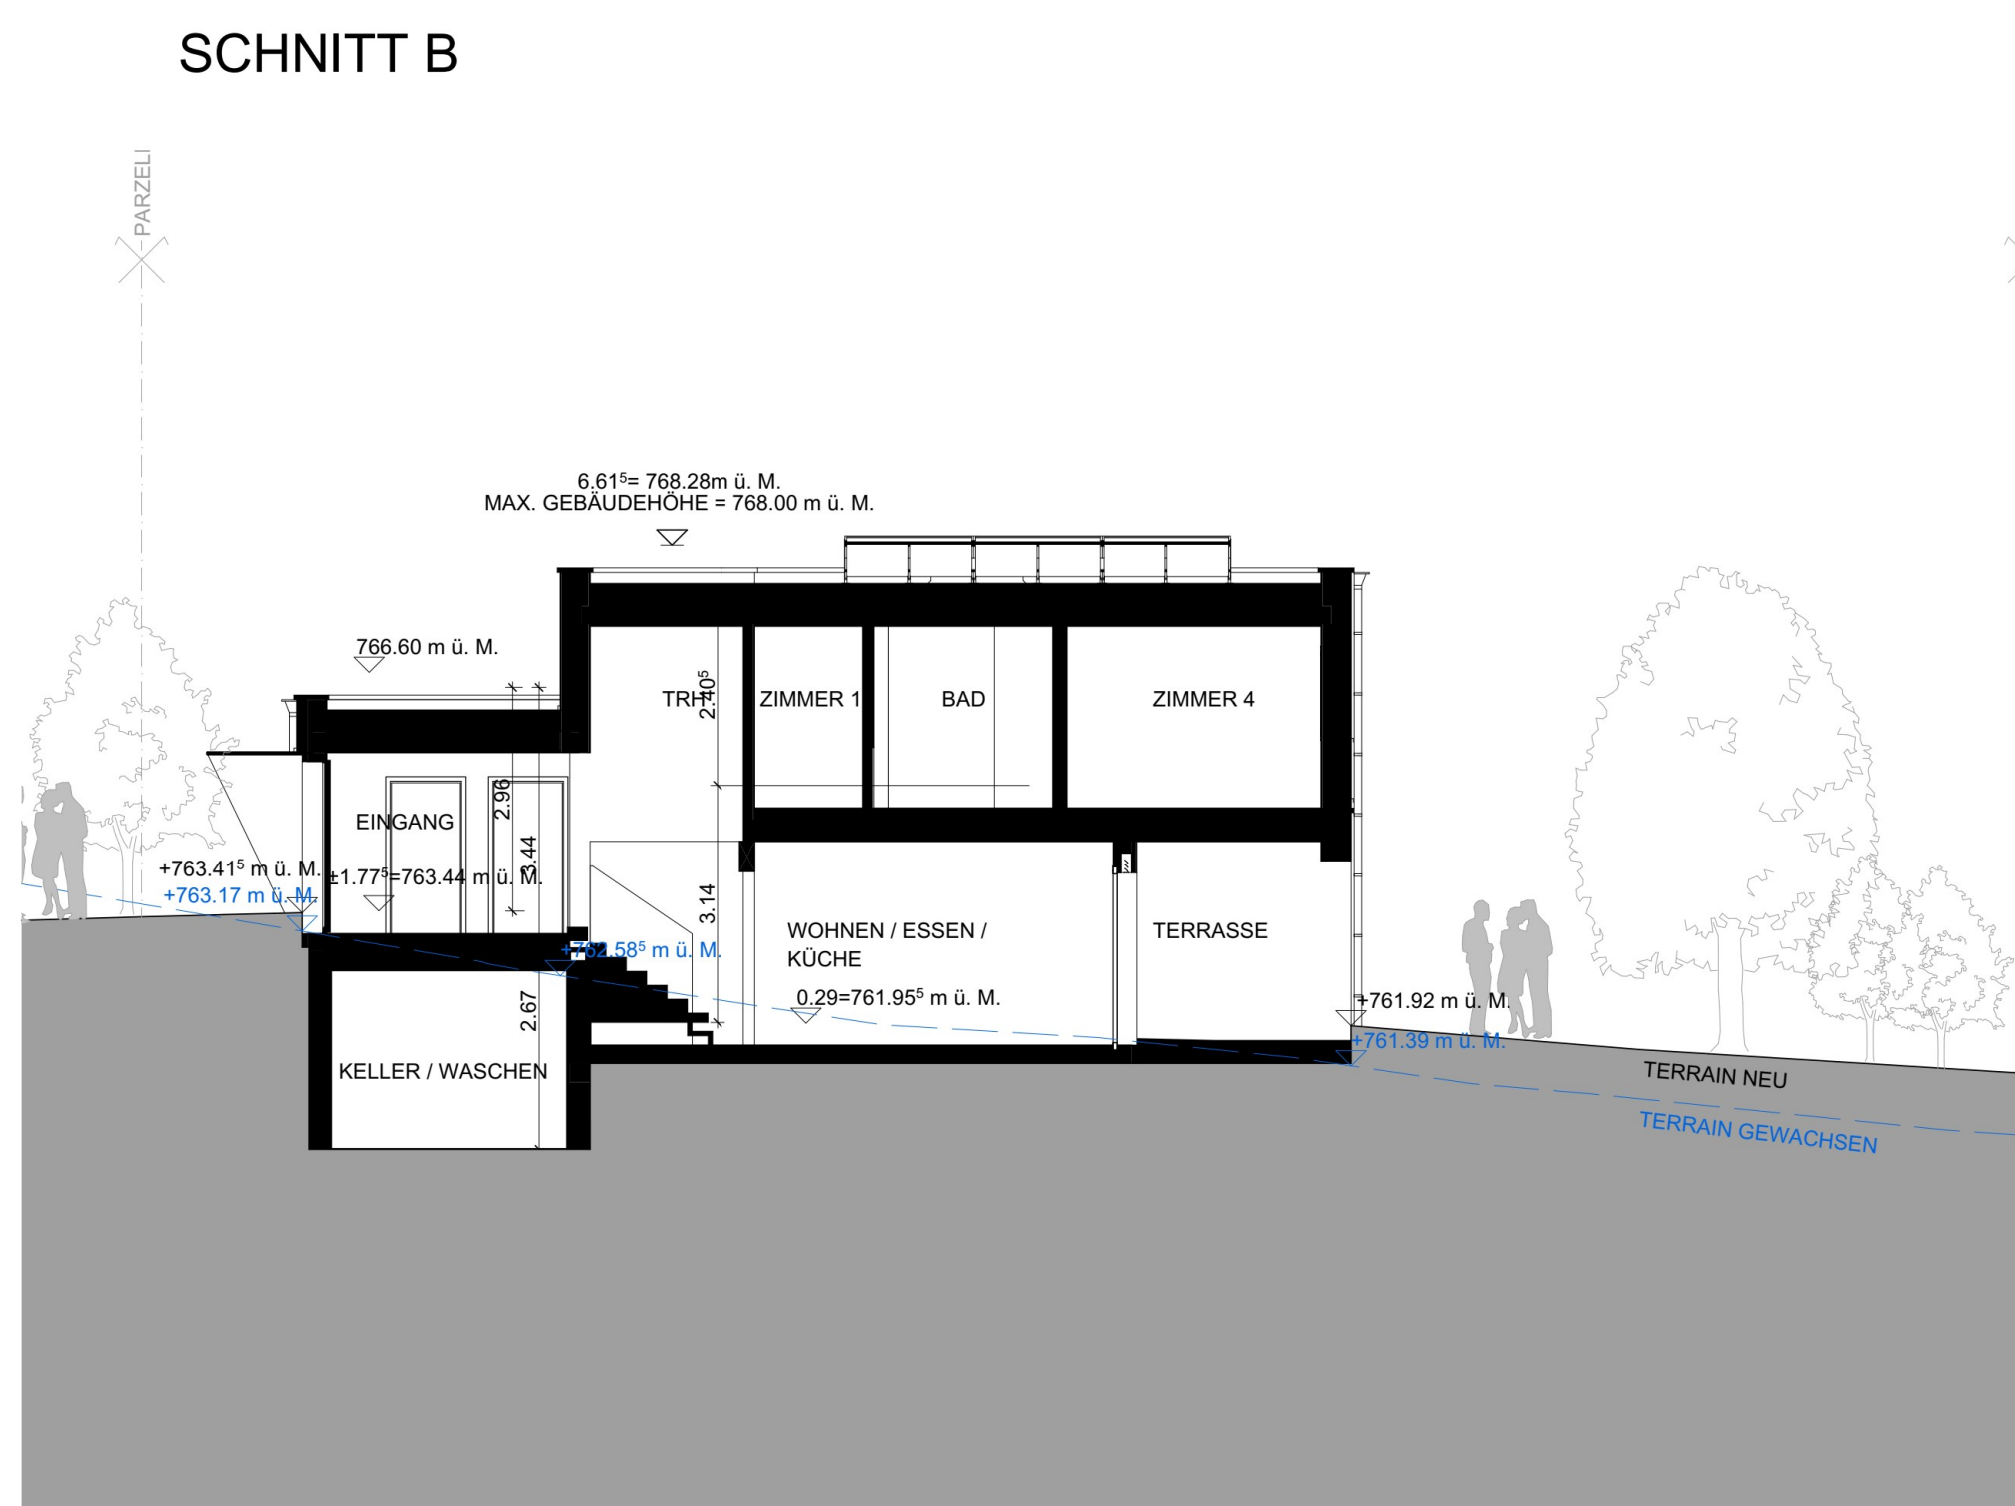 SCHNITT B
PARZELL
6.61⁵= 768.28m ü. M.
MAX. GEBÄUDEHÖHE = 768.00 m ü. M.
766.60 m ü. M.
TRH
2.40⁵
ZIMMER 1
BAD
ZIMMER 4
2.96
EINGANG
3.44
+763.41⁵ m ü. M.
±1.77⁵=763.44 m ü. M.
+763.17 m ü. M.
3.14
WOHNEN / ESSEN /
KÜCHE
TERRASSE
+762.58⁵ m ü. M.
0.29=761.95⁵ m ü. M.
+761.92 m ü. M.
2.67
+761.39 m ü. M.
KELLER / WASCHEN
TERRAIN NEU
TERRAIN GEWACHSEN